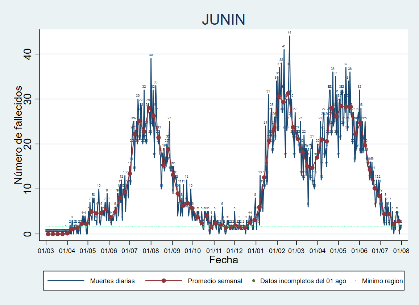 JUNIN
Número de fallecidos
40
30
20
10
0
01/03 01/04 01/05 01/06 01/07 01/08 01/09 01/10 01/11 01/12 01/01 01/02 01/03 01/04 01/05 01/06 01/07 01/08
Fecha
Muertes diarias Promedio semanal Datos incompletos del 01 ago. Mínimo region